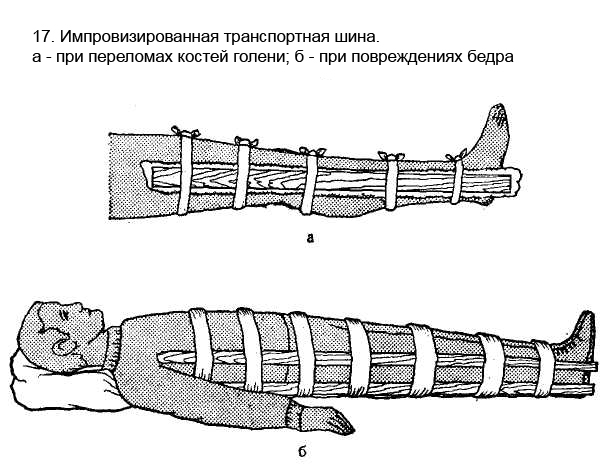 17. Импровизированная транспортная шина.
а - при переломах костей голени; б - при повреждениях бедра
а
б